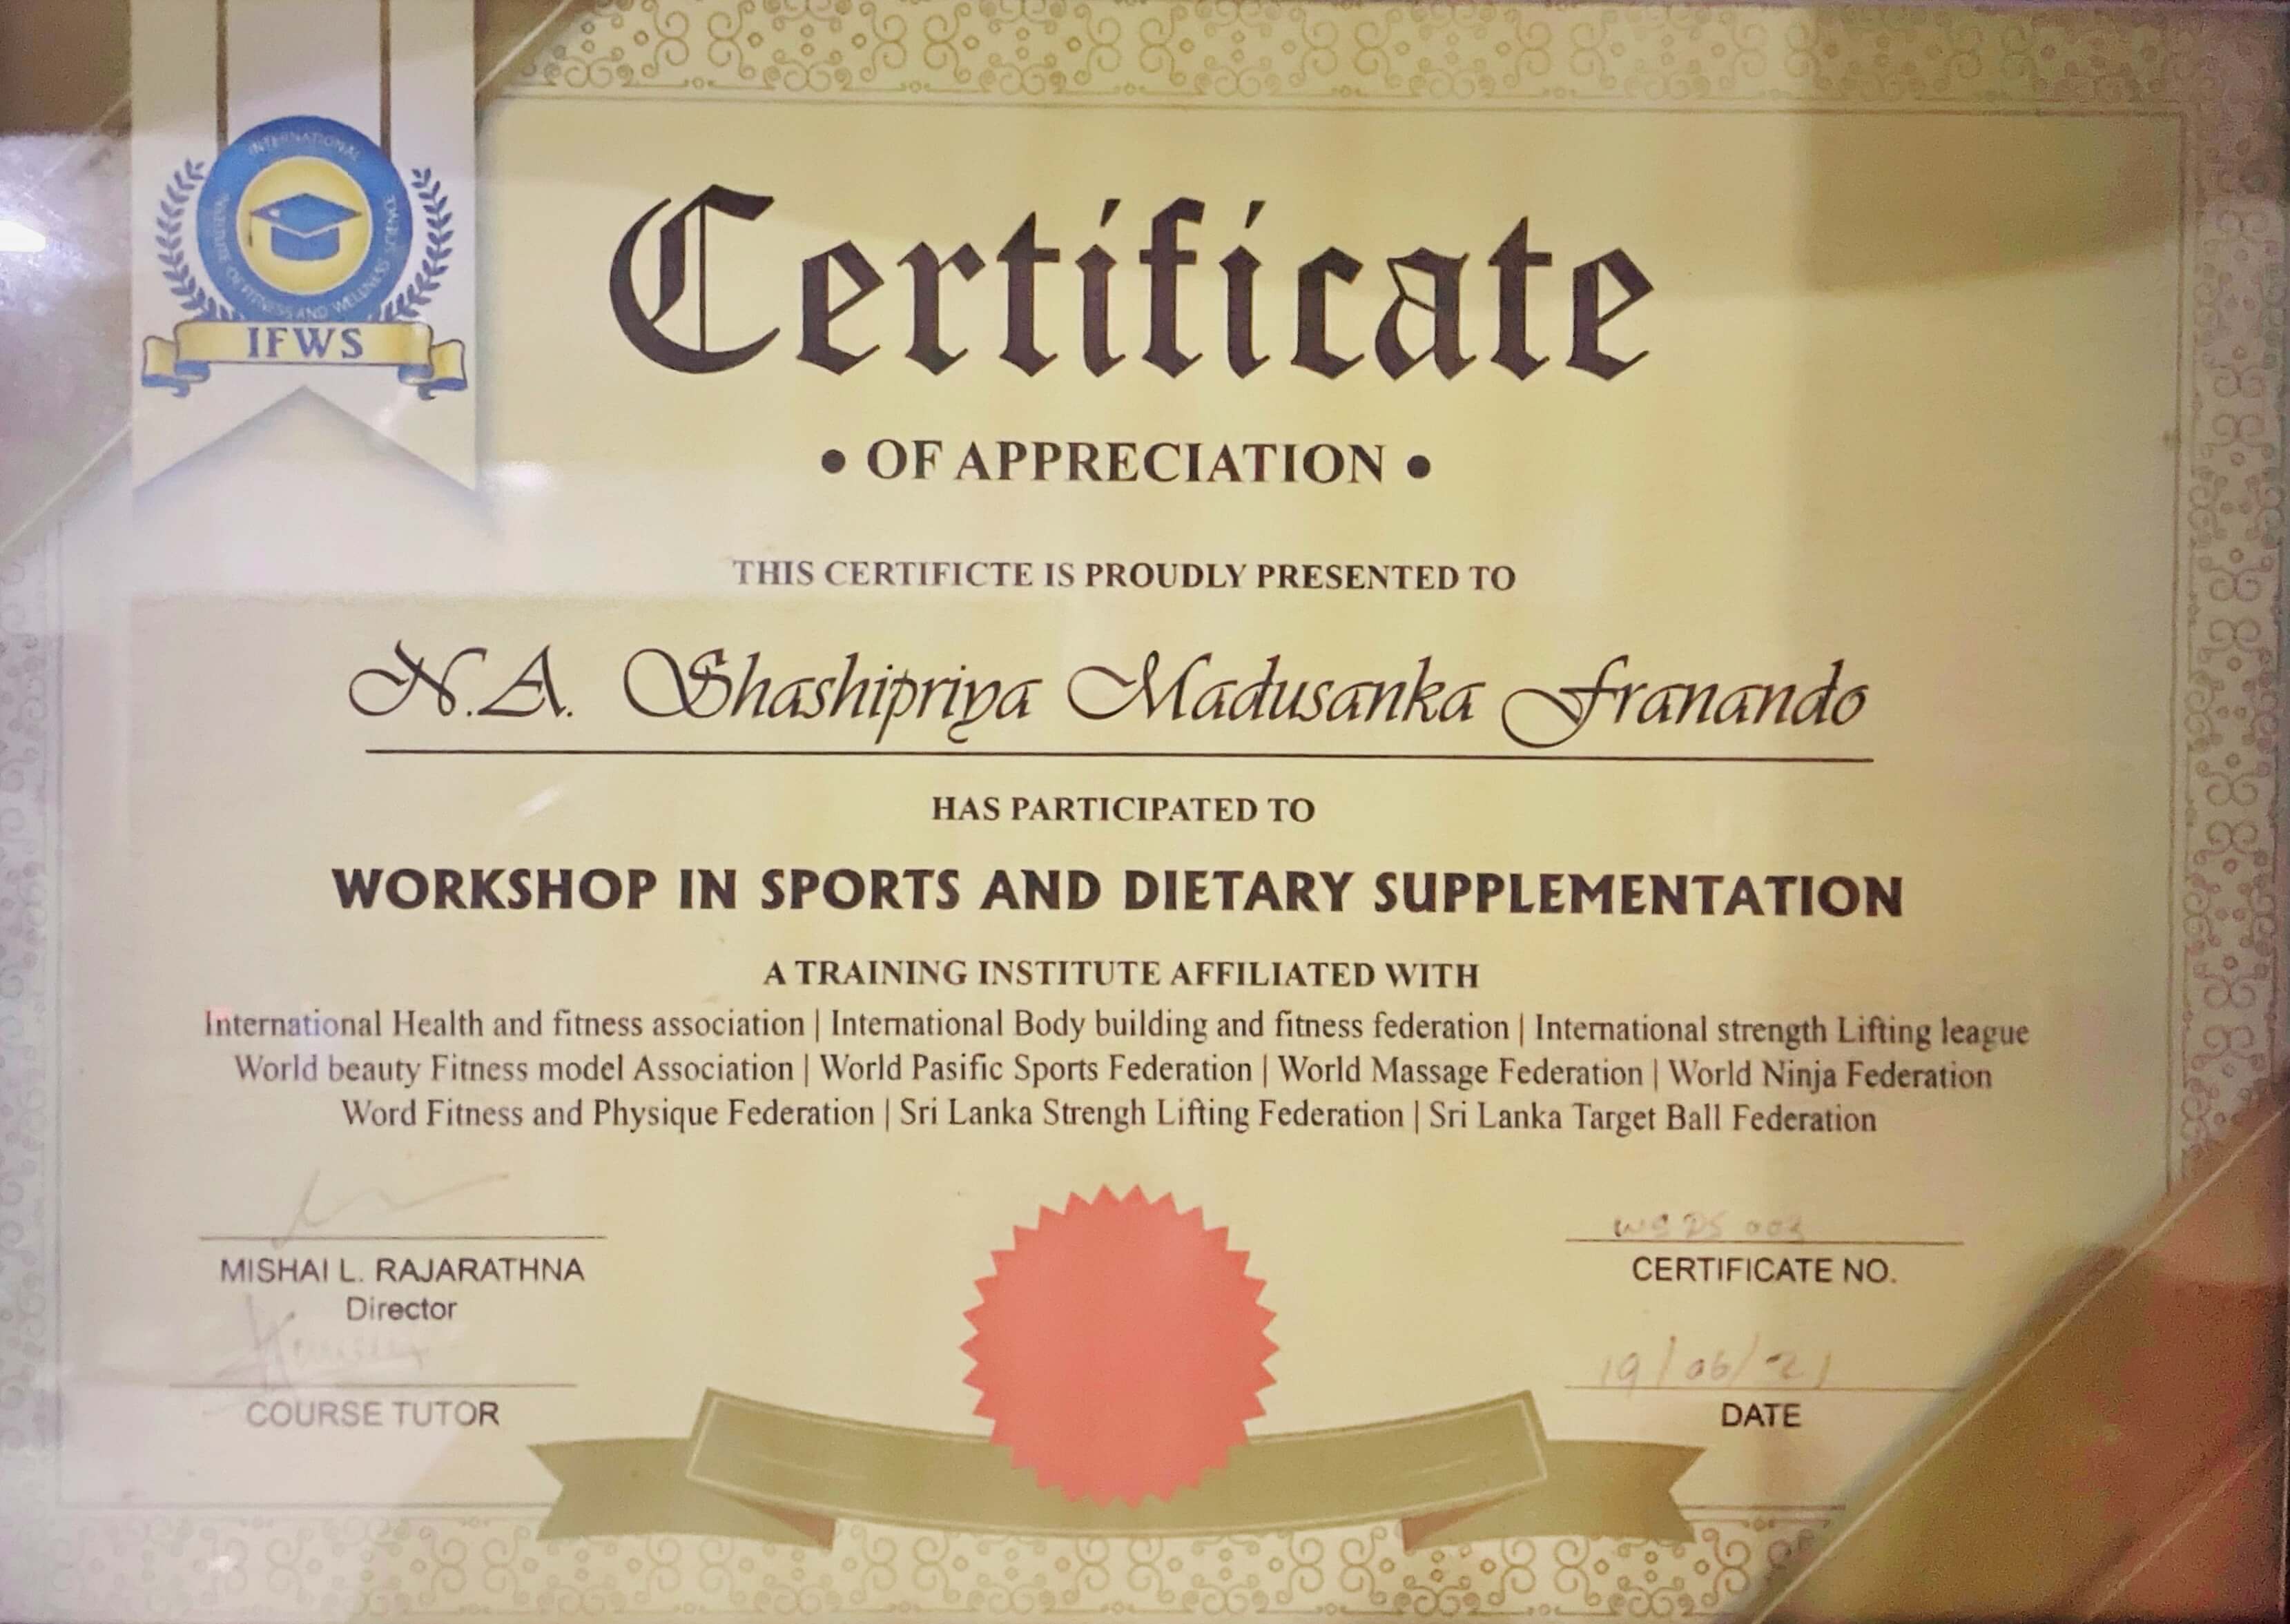 INTERNATIONAL
INSTITUTE OF FITNESS AND WELLNESS SCIENCE
IFWS
Certificate
• OF APPRECIATION •
THIS CERTIFICTE IS PROUDLY PRESENTED TO
N.A. Shashipriya Madusanka Franando
HAS PARTICIPATED TO
WORKSHOP IN SPORTS AND DIETARY SUPPLEMENTATION
A TRAINING INSTITUTE AFFILIATED WITH
International Health and fitness association | International Body building and fitness federation | International strength Lifting league
World beauty Fitness model Association | World Pasific Sports Federation | World Massage Federation | World Ninja Federation
Word Fitness and Physique Federation | Sri Lanka Strengh Lifting Federation | Sri Lanka Target Ball Federation
MISHAI L. RAJARATHNA
Director
COURSE TUTOR
CERTIFICATE NO.
19/06/21
DATE